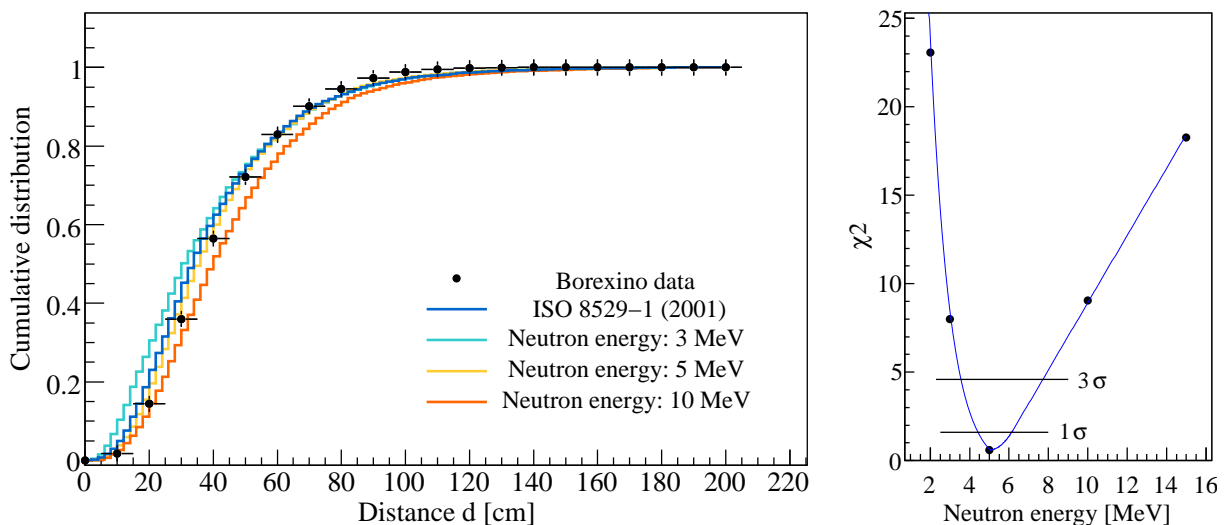 Cumulative distribution
1
0.8
0.6
0.4
0.2
0
0 20 40 60 80 100 120 140 160 180 200 220
Distance d [cm]
Borexino data
ISO 8529−1 (2001)
Neutron energy: 3 MeV
Neutron energy: 5 MeV
Neutron energy: 10 MeV
χ2
25
20
15
10
5
0
3σ
1σ
2 4 6 8 10 12 14 16
Neutron energy [MeV]